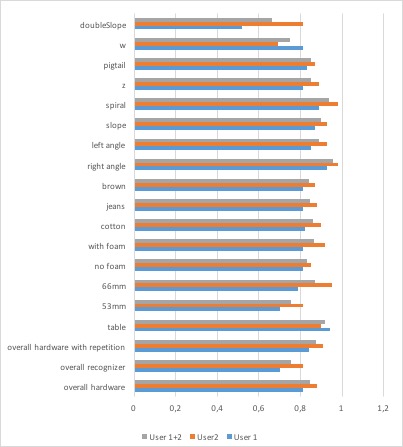 doubleSlope
w
pigtail
z
spiral
slope
left angle
right angle
brown
jeans
cotton
with foam
no foam
66mm
53mm
table
overall hardware with repetition
overall recognizer
overall hardware
0 0,2 0,4 0,6 0,8 1 1,2
User 1+2 User2 User 1